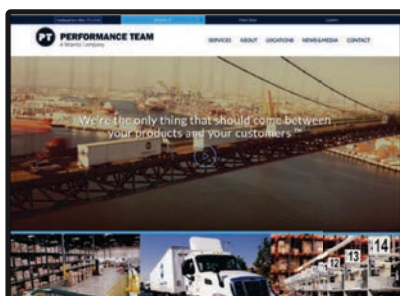 PT PERFORMANCE TEAM
A Maersk Company
SERVICES ABOUT LOCATIONS NEWS & MEDIA CONTACT
We're the only thing that should come between
your products and your customers™
12 13 14